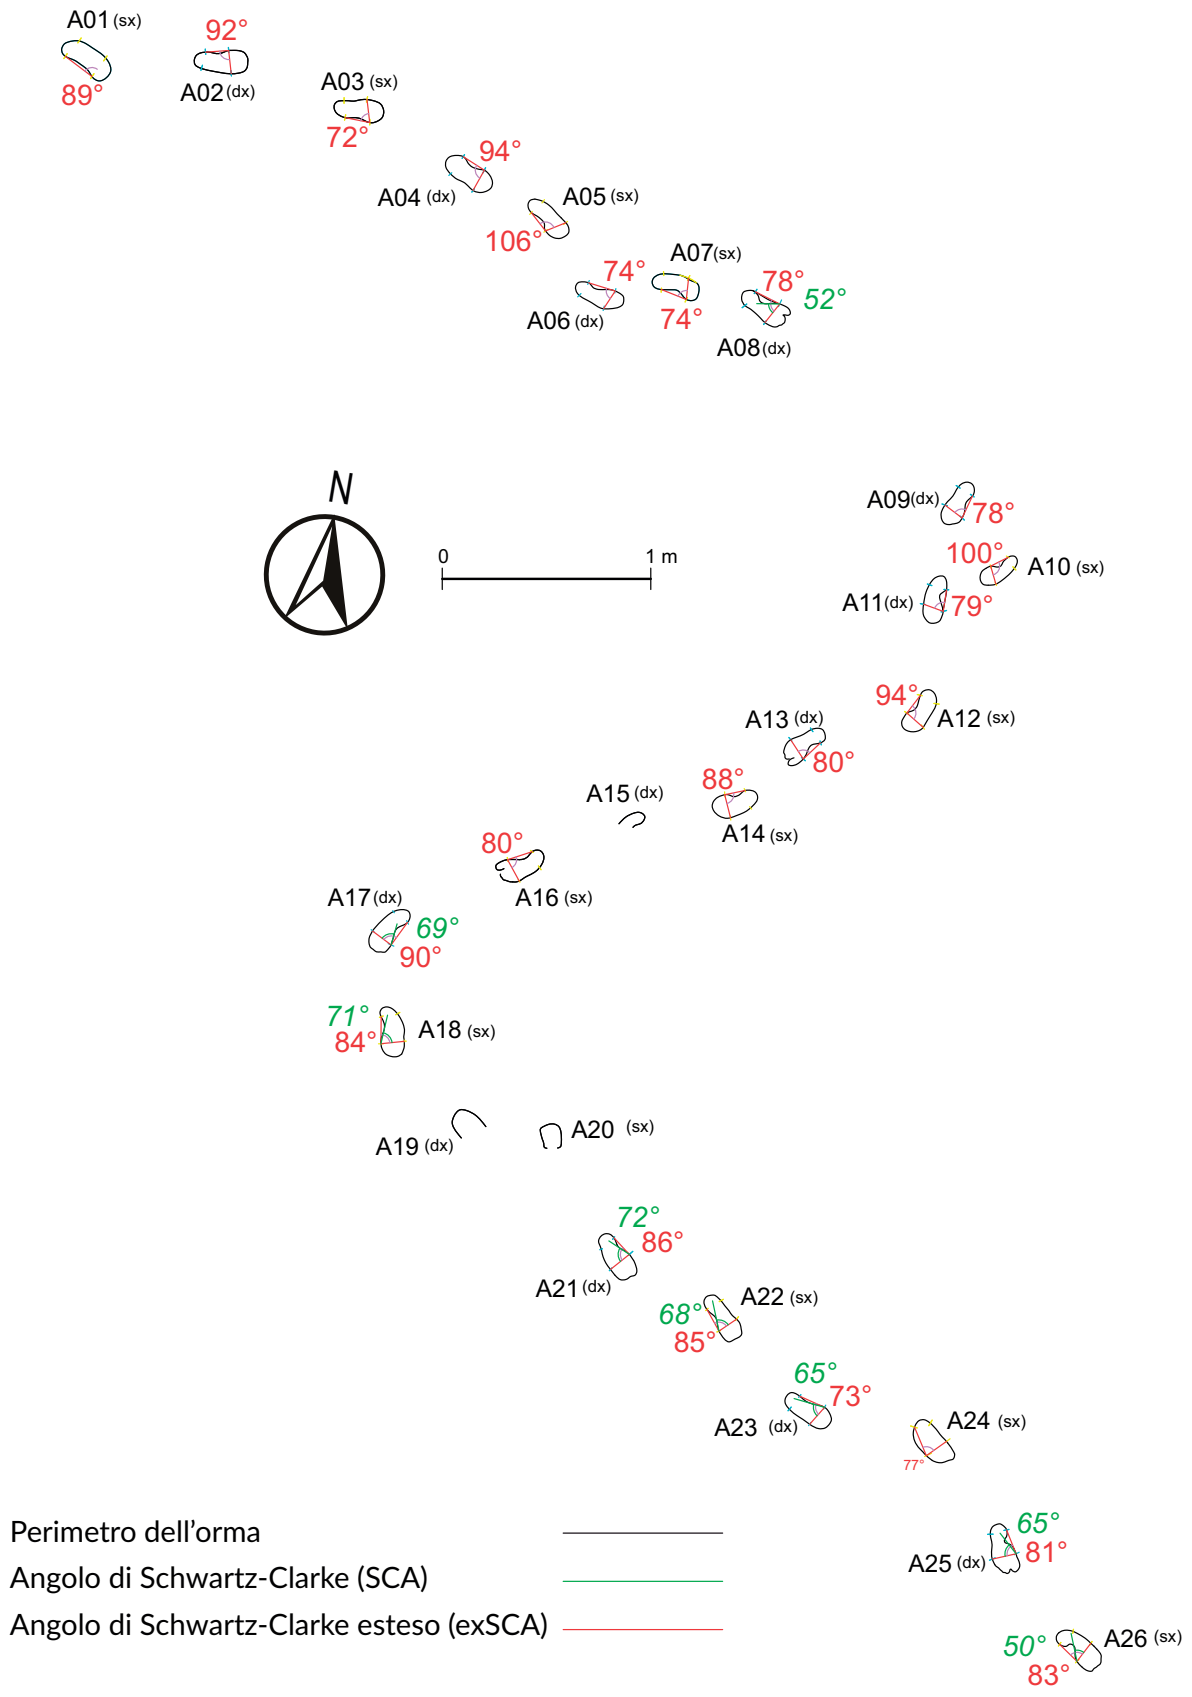 A01 (sx)
89°
92°
A02 (dx)
A03 (sx)
72°
94°
A04 (dx)
A05 (sx)
106°
74°
A06 (dx)
A07 (sx)
74°
78°
52°
A08 (dx)
N
0 1 m
A09 (dx)
78°
100°
A10 (sx)
A11 (dx)
79°
94°
A12 (sx)
A13 (dx)
80°
88°
A14 (sx)
A15 (dx)
80°
A16 (sx)
A17 (dx)
69°
90°
71°
84°
A18 (sx)
A19 (dx)
A20 (sx)
72°
86°
A21 (dx)
A22 (sx)
68°
85°
65°
73°
A23 (dx)
A24 (sx)
77°
65°
81°
A25 (dx)
A26 (sx)
50°
83°
Perimetro dell'orma
Angolo di Schwartz-Clarke (SCA)
Angolo di Schwartz-Clarke esteso (exSCA)